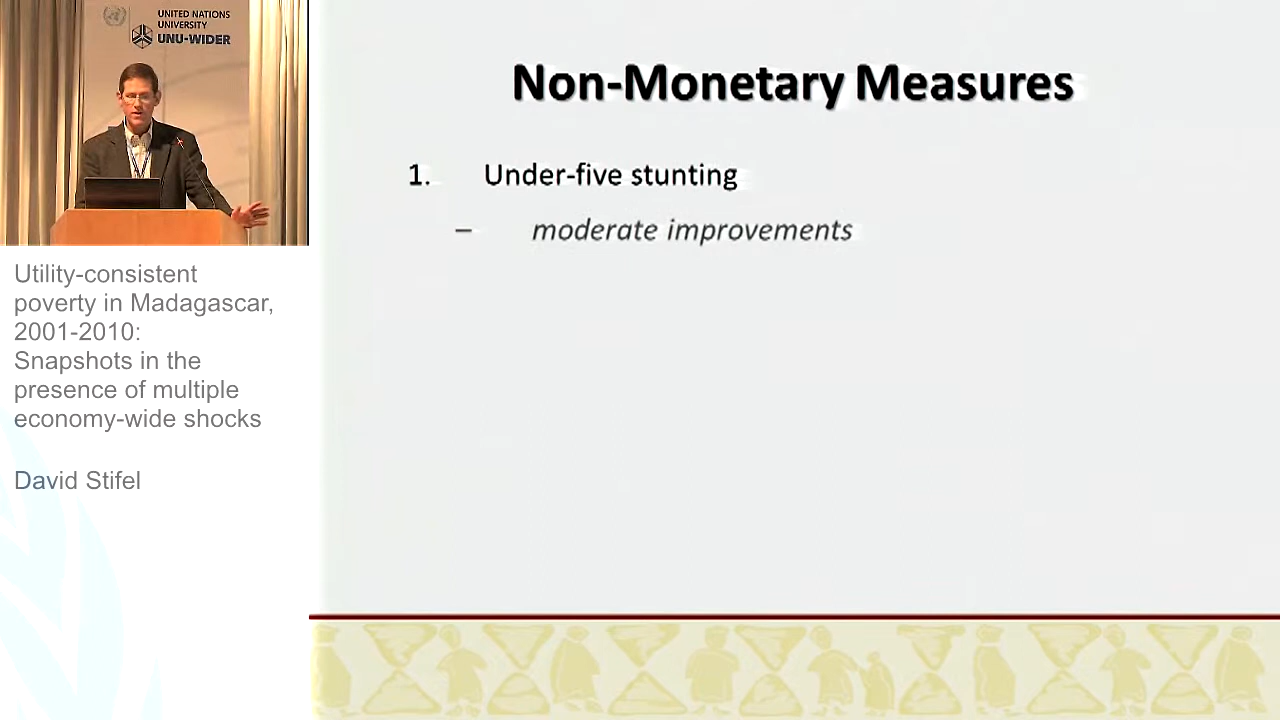 UNITED NATIONS
UNIVERSITY
UNU-WIDER
Non-Monetary Measures
1. Under-five stunting
– moderate improvements
Utility-consistent
poverty in Madagascar,
2001-2010:
Snapshots in the
presence of multiple
economy-wide shocks
David Stifel